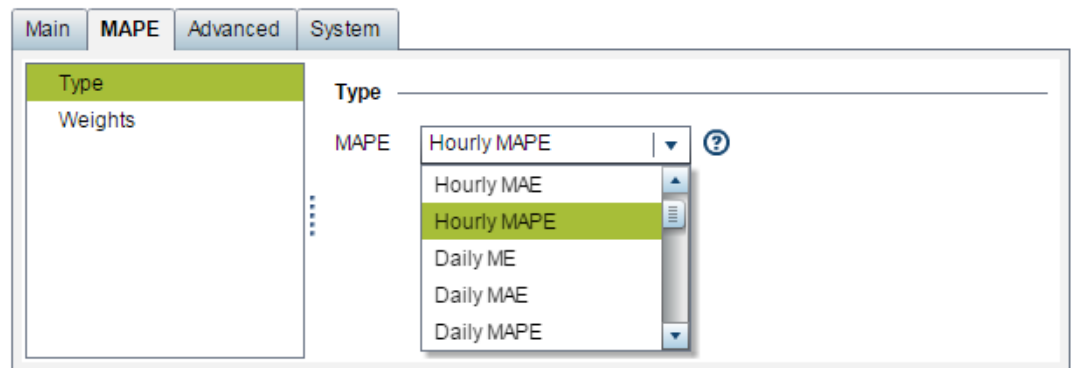 Main MAPE Advanced System
Type
Weights
Type
MAPE Hourly MAPE
Hourly MAE
Hourly MAPE
Daily ME
Daily MAE
Daily MAPE